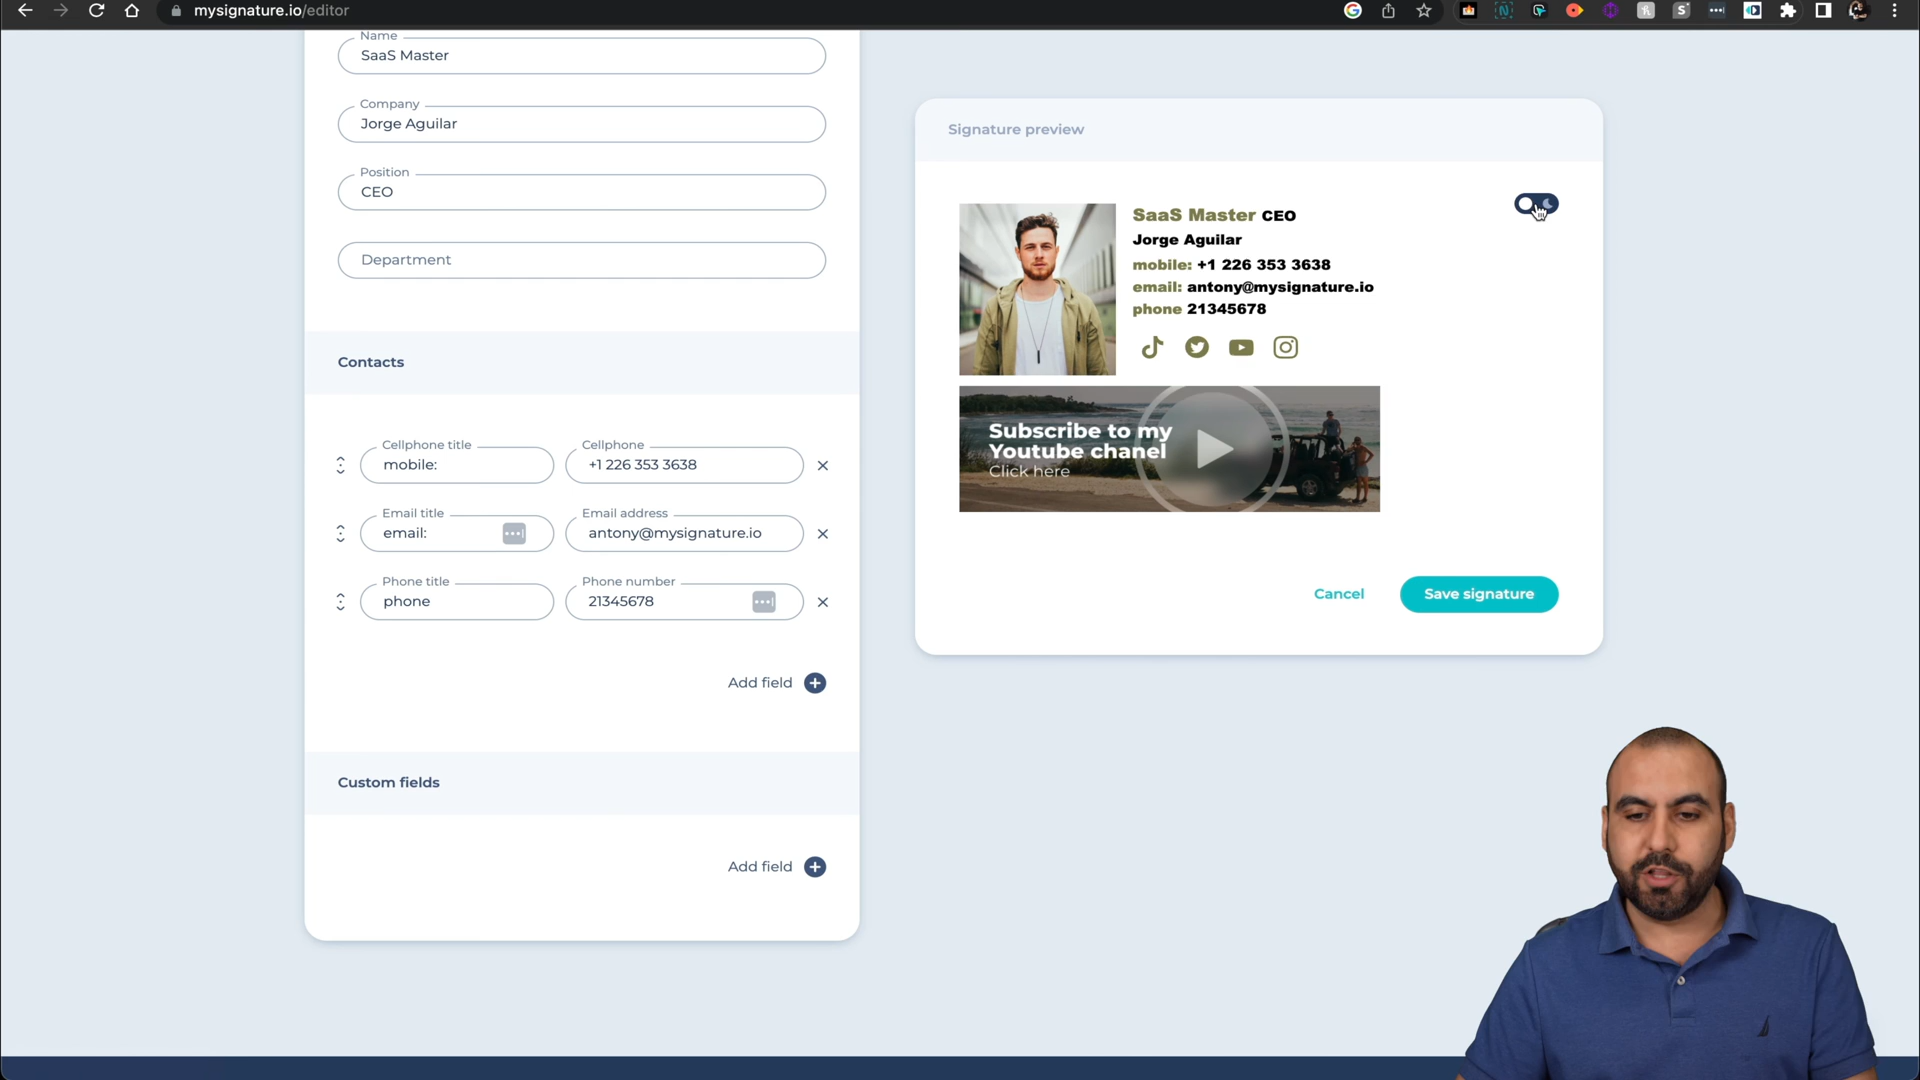 mysignature.io/editor
Name
SaaS Master
Company
Jorge Aguilar
Position
CEO
Department
Contacts
Cellphone title
mobile:
Cellphone
+1 226 353 3638
Email title
email:
Email address
antony@mysignature.io
Phone title
phone
Phone number
21345678
Add field
Custom fields
Add field
Signature preview
SaaS Master CEO
Jorge Aguilar
mobile: +1 226 353 3638
email: antony@mysignature.io
phone 21345678
Subscribe to my
Youtube chanel
Click here
Cancel
Save signature